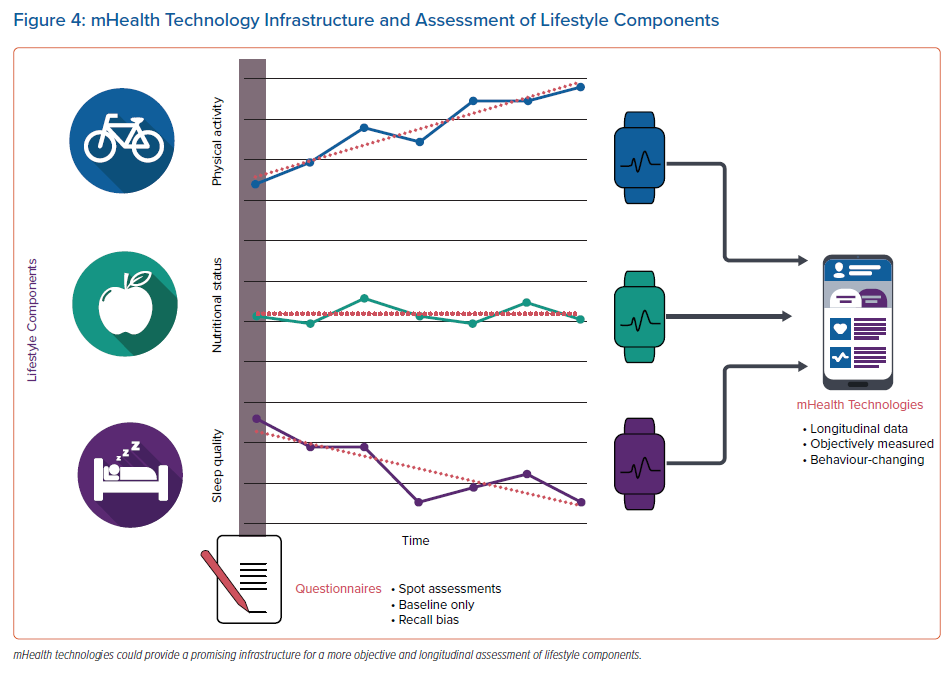 Figure 4: mHealth Technology Infrastructure and Assessment of Lifestyle Components
Lifestyle Components
Physical activity
Nutritional status
Sleep quality
z z Z
Time
mHealth Technologies
• Longitudinal data
• Objectively measured
• Behaviour-changing
Questionnaires
• Spot assessments
• Baseline only
• Recall bias
mHealth technologies could provide a promising infrastructure for a more objective and longitudinal assessment of lifestyle components.